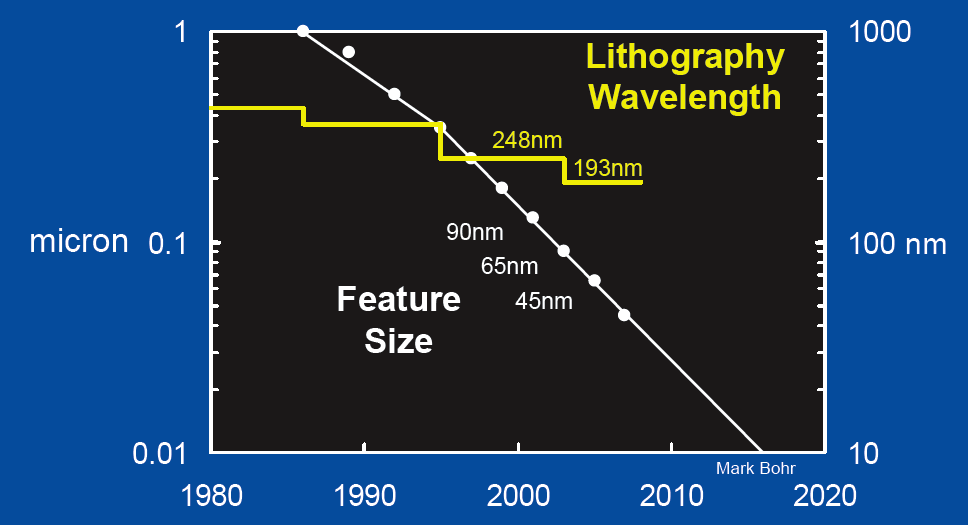 1
1000
Lithography
Wavelength
248nm
193nm
micron
0.1
100 nm
90nm
65nm
45nm
Feature
Size
0.01
10
Mark Bohr
1980
1990
2000
2010
2020